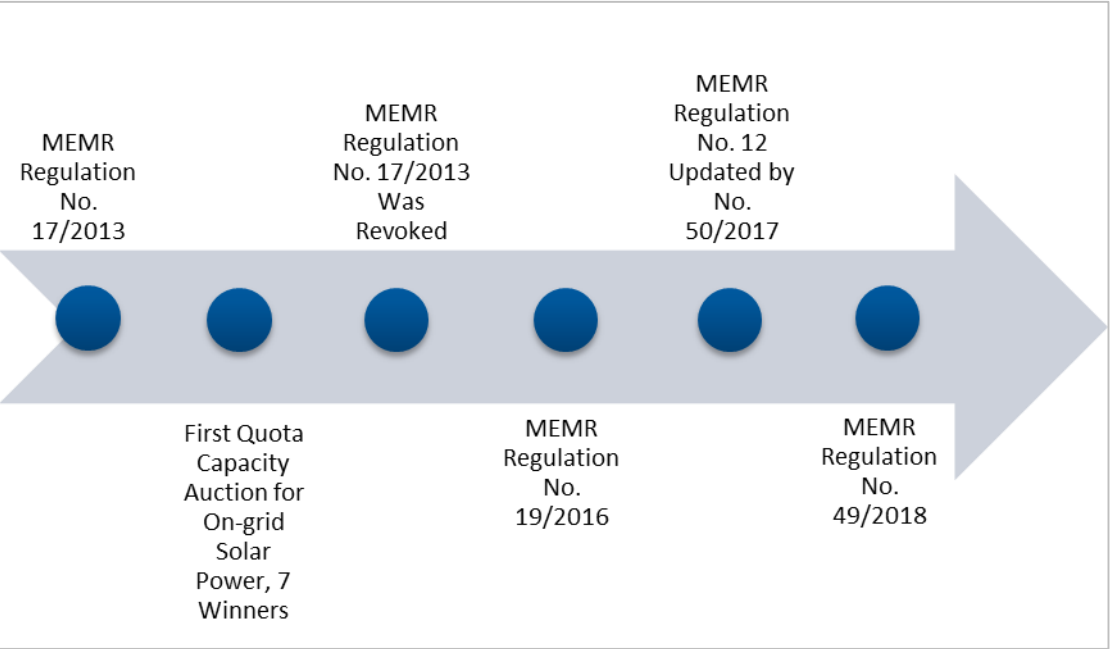 MEMR
Regulation
No.
17/2013
First Quota
Capacity
Auction for
On-grid
Solar
Power, 7
Winners
MEMR
Regulation
No. 17/2013
Was
Revoked
MEMR
Regulation
No.
19/2016
MEMR
Regulation
No. 12
Updated by
No.
50/2017
MEMR
Regulation
No.
49/2018